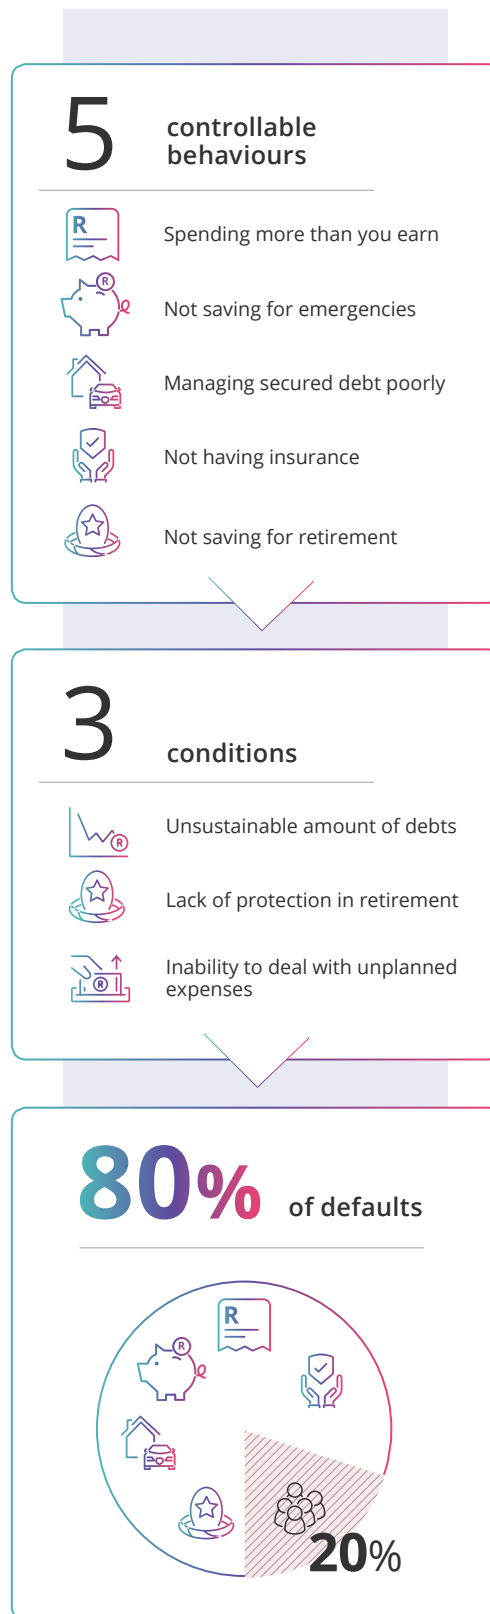 5
controllable
behaviours
R
Spending more than you earn
R
Not saving for emergencies
Managing secured debt poorly
Not having insurance
Not saving for retirement
3
conditions
R
Unsustainable amount of debts
Lack of protection in retirement
R
Inability to deal with unplanned
expenses
80% of defaults
R
R
20%